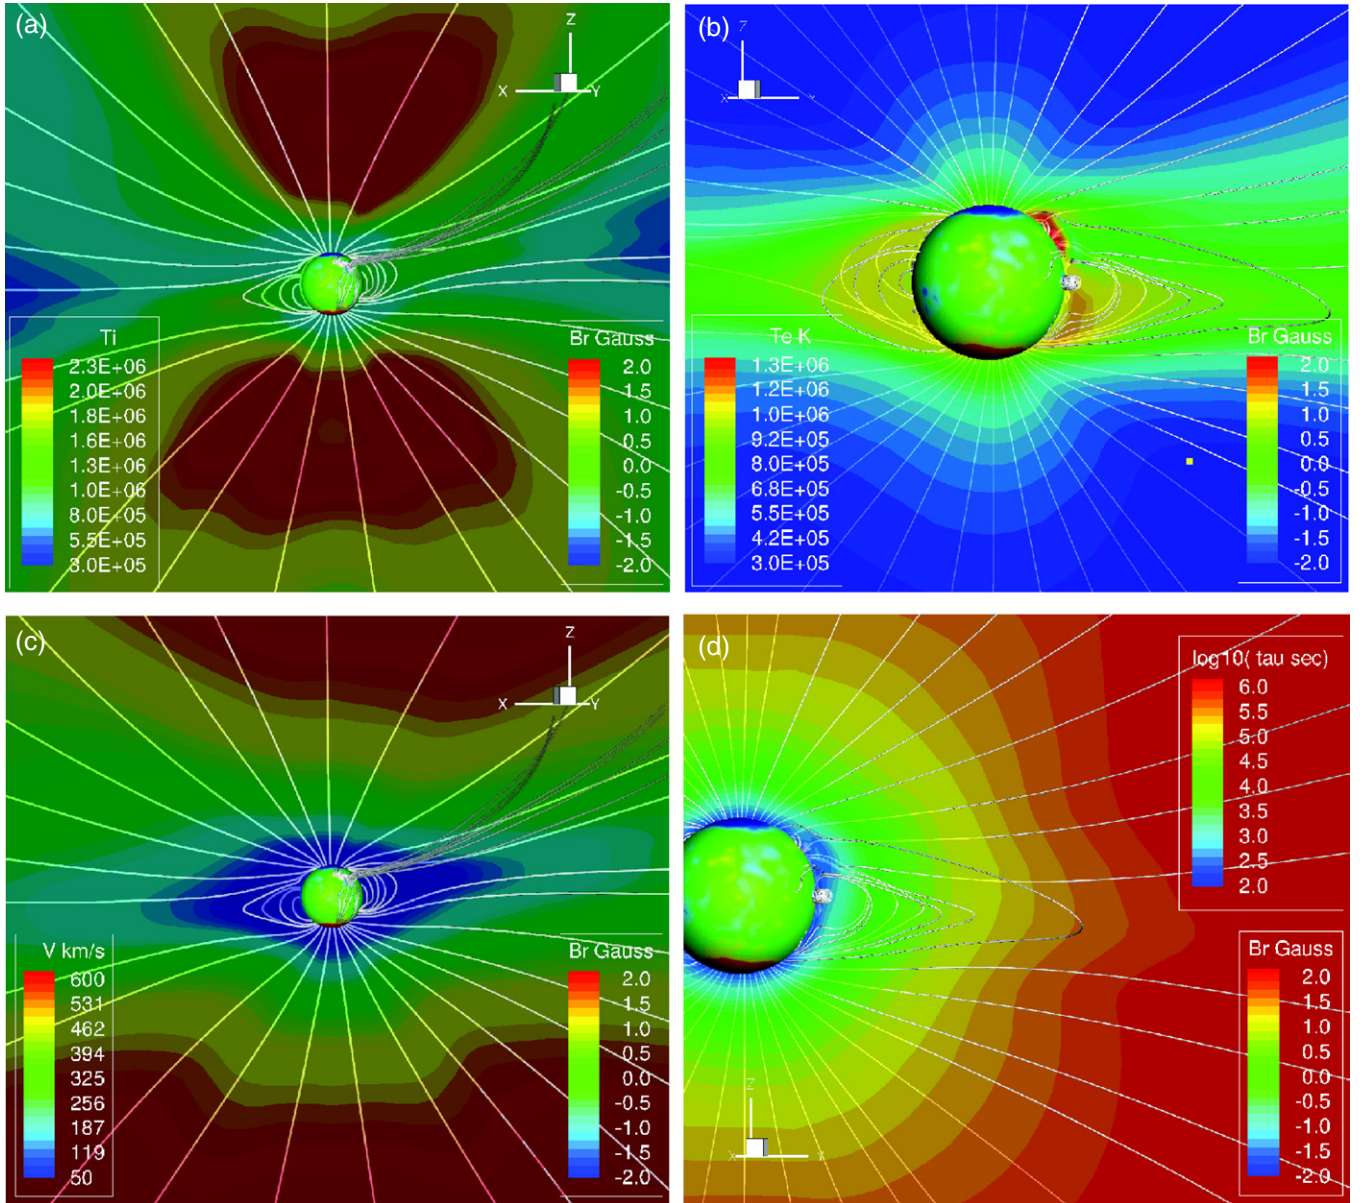 (a)
Z
X
Y
Ti
2.3E+06
2.0E+06
1.8E+06
1.6E+06
1.3E+06
1.0E+06
8.0E+05
5.5E+05
3.0E+05
Br Gauss
2.0
1.5
1.0
0.5
0.0
-0.5
-1.0
-1.5
-2.0
(b)
Z
X
Te K
1.3E+06
1.2E+06
1.0E+06
9.2E+05
8.0E+05
6.8E+05
5.5E+05
4.2E+05
3.0E+05
Br Gauss
2.0
1.5
1.0
0.5
0.0
-0.5
-1.0
-1.5
-2.0
(c)
Z
X
Y
V km/s
600
531
462
394
325
256
187
119
50
Br Gauss
2.0
1.5
1.0
0.5
0.0
-0.5
-1.0
-1.5
-2.0
(d)
log10( tau sec)
6.0
5.5
5.0
4.5
4.0
3.5
3.0
2.5
2.0
Br Gauss
2.0
1.5
1.0
0.5
0.0
-0.5
-1.0
-1.5
-2.0
Z
X